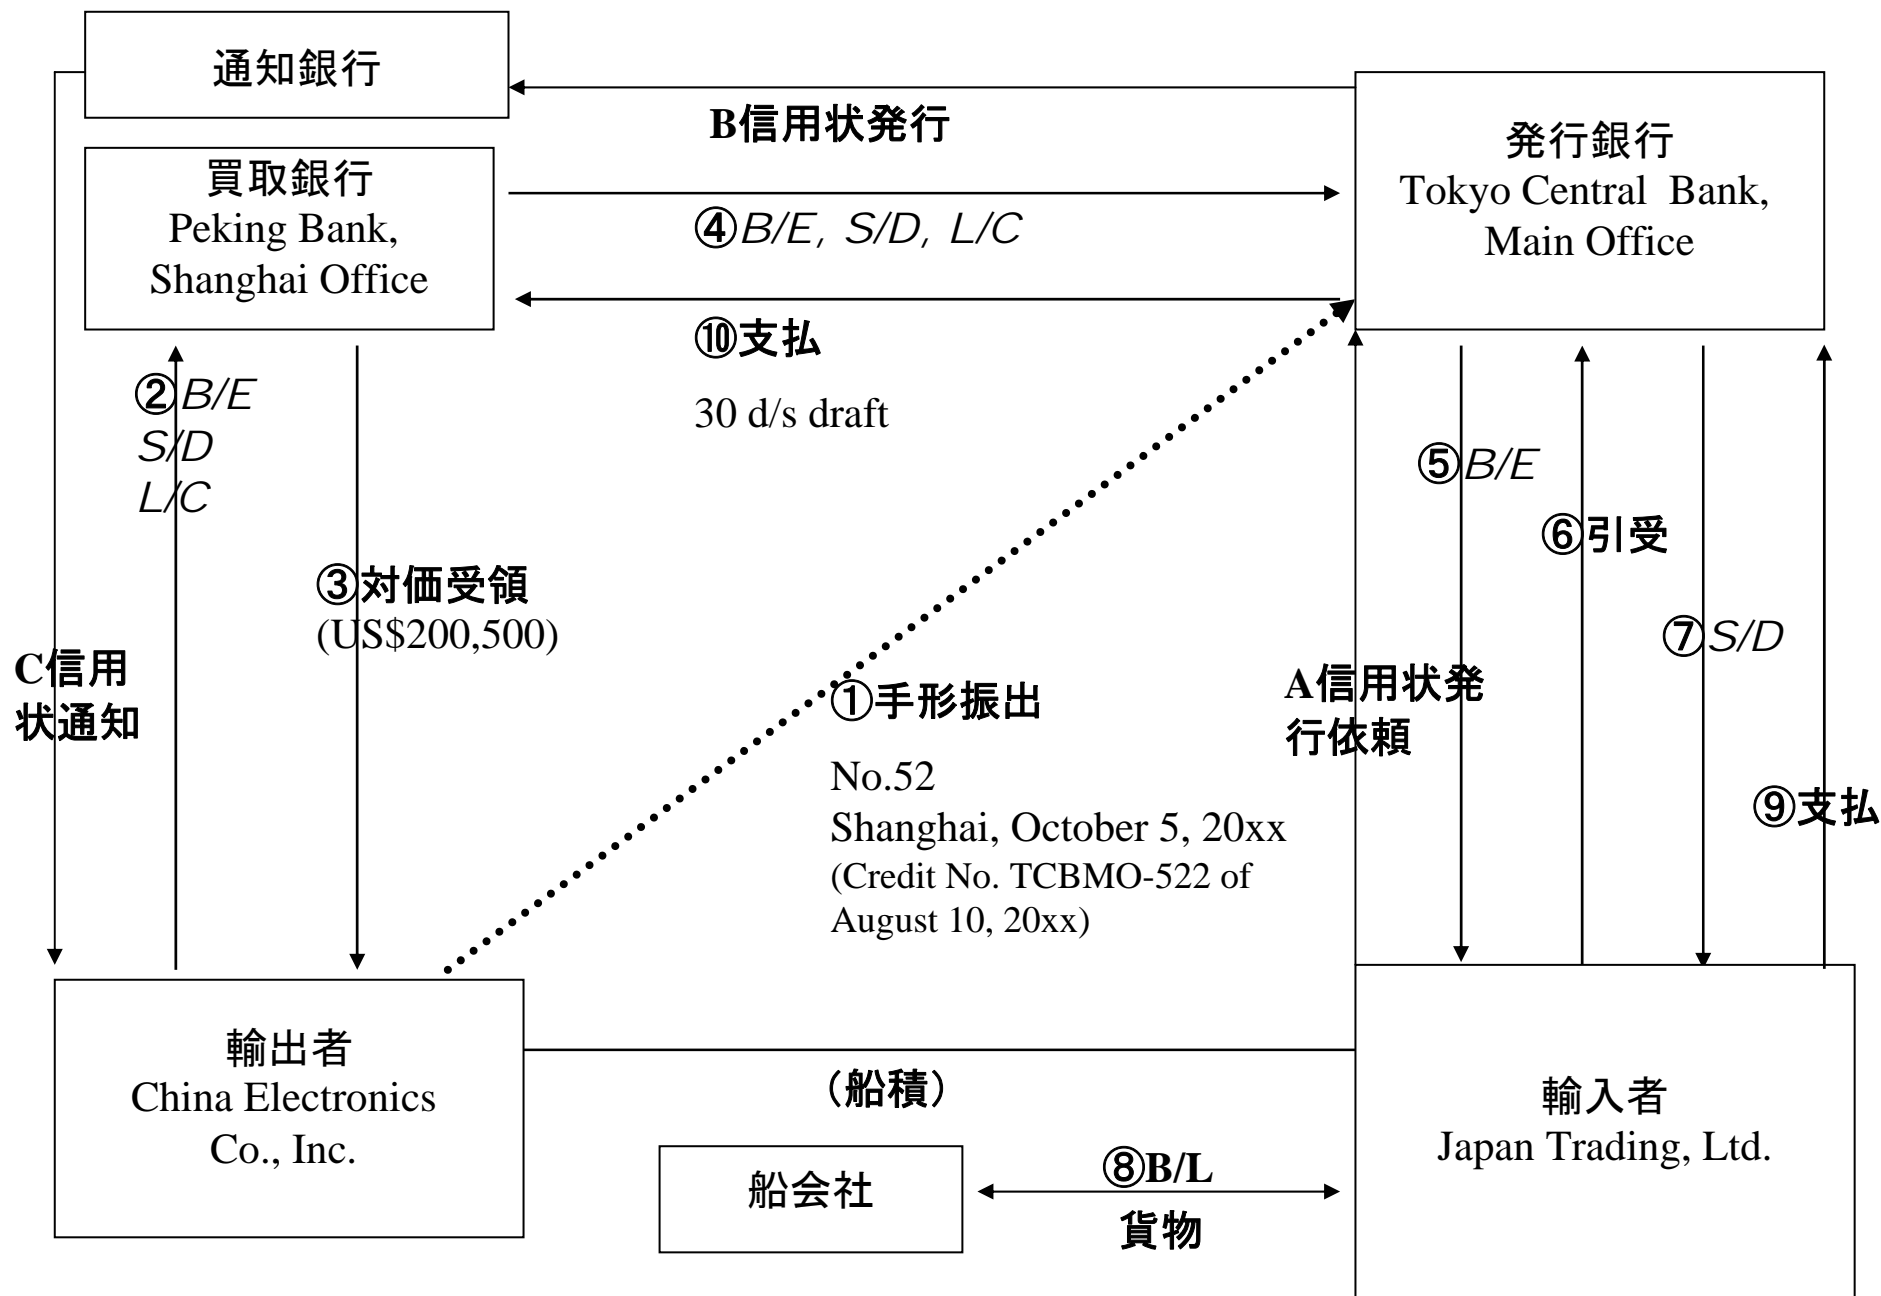 通知銀行
B信用状発行
発行銀行
Tokyo Central Bank,
Main Office
買取銀行
Peking Bank,
Shanghai Office
④B/E, S/D, L/C
⑩支払
30 d/s draft
②B/E
S/D
L/C
③対価受領
(US$200,500)
C信用
状通知
①手形振出
No.52
Shanghai, October 5, 20xx
(Credit No. TCBMO-522 of
August 10, 20xx)
A信用状発
行依頼
⑤B/E
⑥引受
⑦S/D
⑨支払
輸出者
China Electronics
Co., Inc.
（船積）
船会社
⑧B/L
貨物
輸入者
Japan Trading, Ltd.